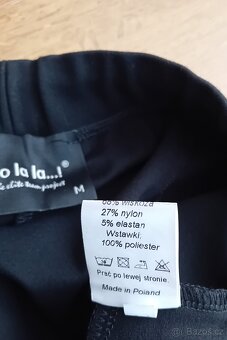 o la la...!
M
68% wiskoza
27% nylon
5% elastan
Wstawki.
100% poliester
Prać po lewej stronie.
Made in Poland